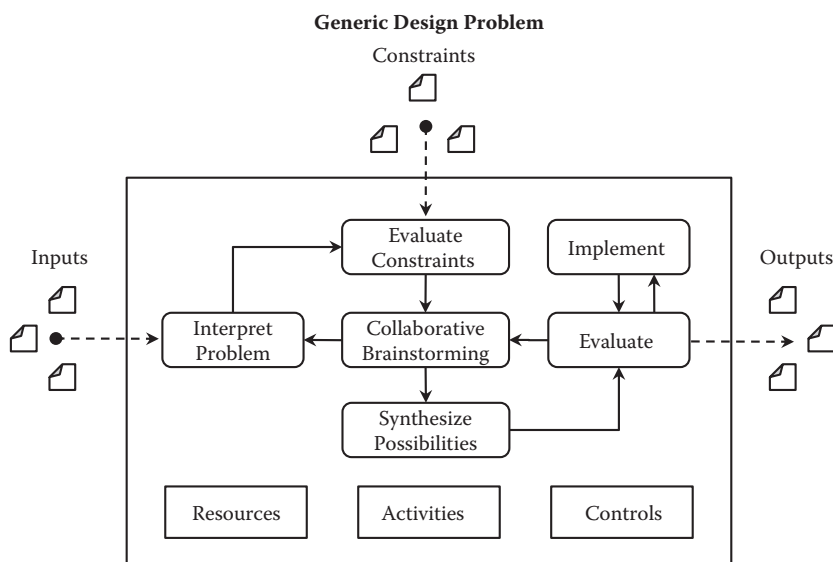 Generic Design Problem
Constraints
Inputs
Evaluate
Constraints
Implement
Outputs
Interpret
Problem
Collaborative
Brainstorming
Evaluate
Synthesize
Possibilities
Resources
Activities
Controls